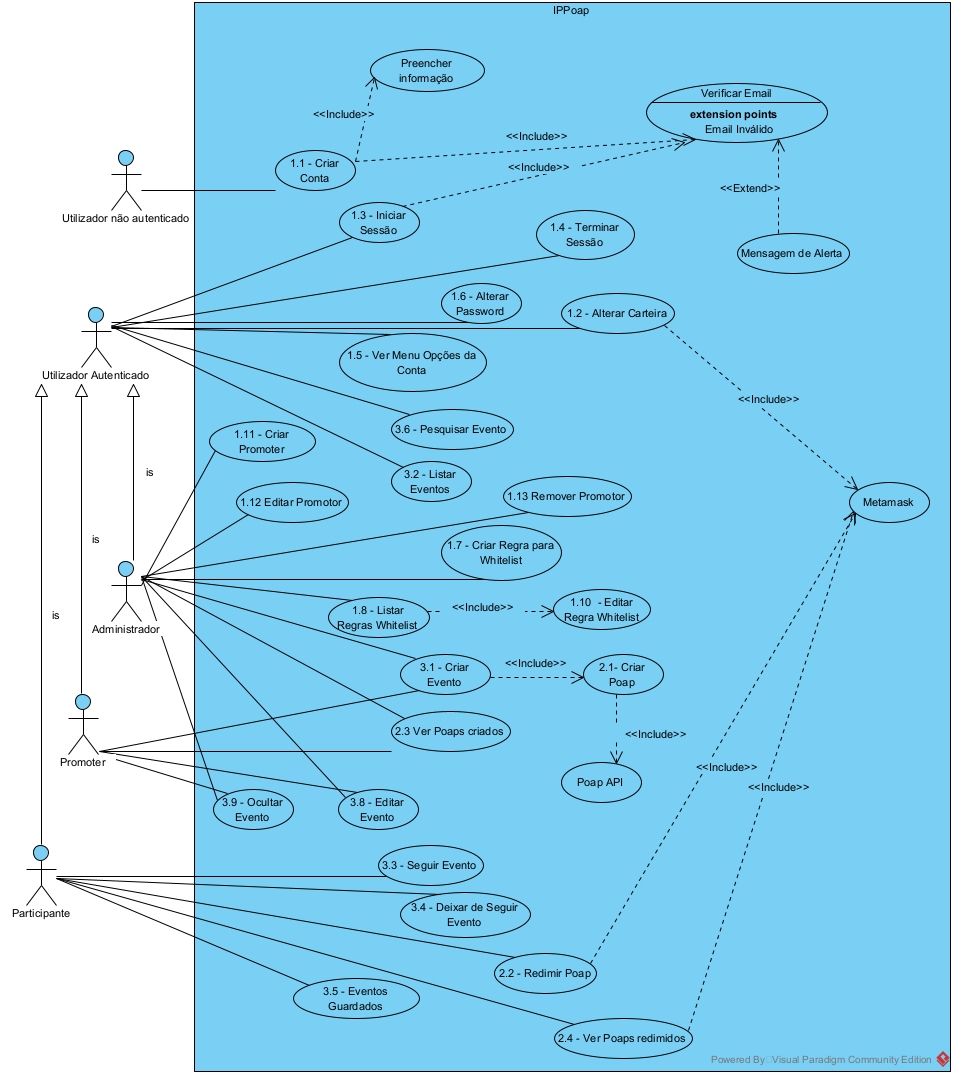 IPPoap
Preencher
informação
Verificar Email
extension points
Email Inválido
<<Include>>
<<Include>>
<<Include>>
1.1 - Criar
Conta
<<Extend>>
Utilizador não autenticado
1.3 - Iniciar
Sessão
1.4 - Terminar
Sessão
Mensagem de Alerta
1.6 - Alterar
Password
1.2 - Alterar Carteira
1.5 - Ver Menu Opções da
Conta
Utilizador Autenticado
<<Include>>
3.6 - Pesquisar Evento
1.11 - Criar
Promoter
is
3.2 - Listar
Eventos
1.12 Editar Promotor
1.13 Remover Promotor
Metamask
is
1.7 - Criar Regra para
Whitelist
is
Administrador
1.8 - Listar
Regras Whitelist
<<Include>>
1.10 - Editar
Regra Whitelist
3.1 - Criar
Evento
<<Include>>
2.1- Criar
Poap
2.3 Ver Poaps criados
<<Include>>
Promoter
<<Include>>
Poap API
<<Include>>
3.9 - Ocultar
Evento
3.8 - Editar
Evento
3.3 - Seguir Evento
Participante
3.4 - Deixar de Seguir
Evento
2.2 - Redimir Poap
3.5 - Eventos
Guardados
2.4 - Ver Poaps redimidos
Powered By Visual Paradigm Community Edition